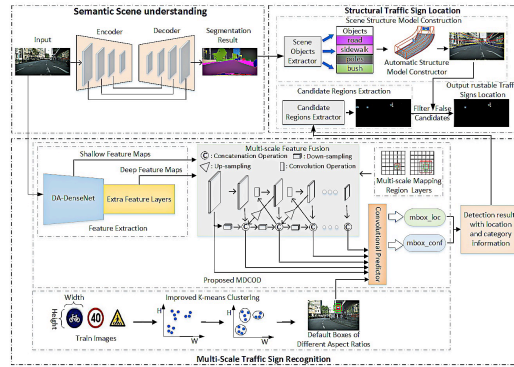 Semantic Scene understanding
Encoder
Decoder
Input
Segmentation
Result
Structural Traffic Sign Location
Scene Structure Model Construction
Scene
Objects
Extractor
Objects
road
sidewalk
bush
Automatic Structure
Model Constructor
Candidate Regions Extraction
Candidate
Regions Extractor
Filter False
Candidates
Output rustable Traffi
Signs Location
Shallow Feature Maps
Deep Feature Maps
DA-DenseNet
Extra Feature Layers
Feature Extraction
Multi-scale Feature Fusion
C : Concatenation Operation : Down-sampling
: Up-sampling : Convolution Operation
C C C C
Proposed MDCOD
Multi-scale Mapping
Region Layers
Convolutional Predictor
mbox_loc
mbox_conf
Detection result
with location
and category
information
Width
Height
40
Train Images
Improved K-means Clustering
H
W
H
W
Default Boxes of
Different Aspect Ratios
Multi-Scale Traffic Sign Recognition